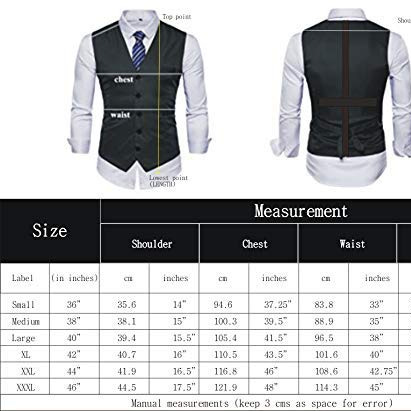 Top point
chest
waist
Lowest point
(LENGTH)
Size Measurement
Shoulder Chest Waist
Label (in inches) cm inches cm inches cm inches
Small 36" 35.6 14" 94.6 37.25" 83.8 33"
Medium 38" 38.1 15" 100.3 39.5" 88.9 35"
Large 40" 39.4 15.5" 105.4 41.5" 96.5 38"
XL 42" 40.7 16" 110.5 43.5" 101.6 40"
XXL 44" 41.9 16.5" 116.8 46" 108.6 42.75"
XXXL 46" 44.5 17.5" 121.9 48" 114.3 45"
Manual measurements (keep 3 cms as space for error)